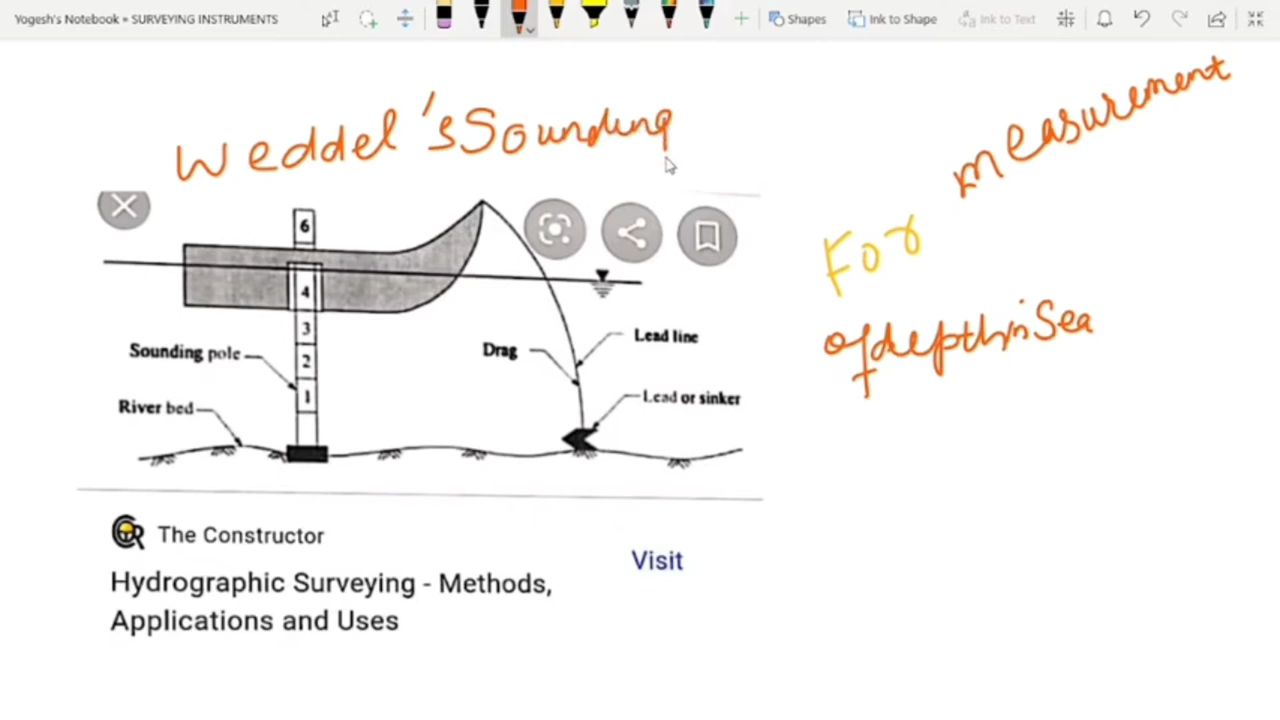 Yogesh's Notebook » SURVEYING INSTRUMENTS
Shapes
Ink to Shape
Ink to Text
Weddel'sSounding
For measurement
of depth in Sea
6
4
3
2
1
Sounding pole
River bed
Drag
Lead line
Lead or sinker
The Constructor
Visit
Hydrographic Surveying - Methods,
Applications and Uses